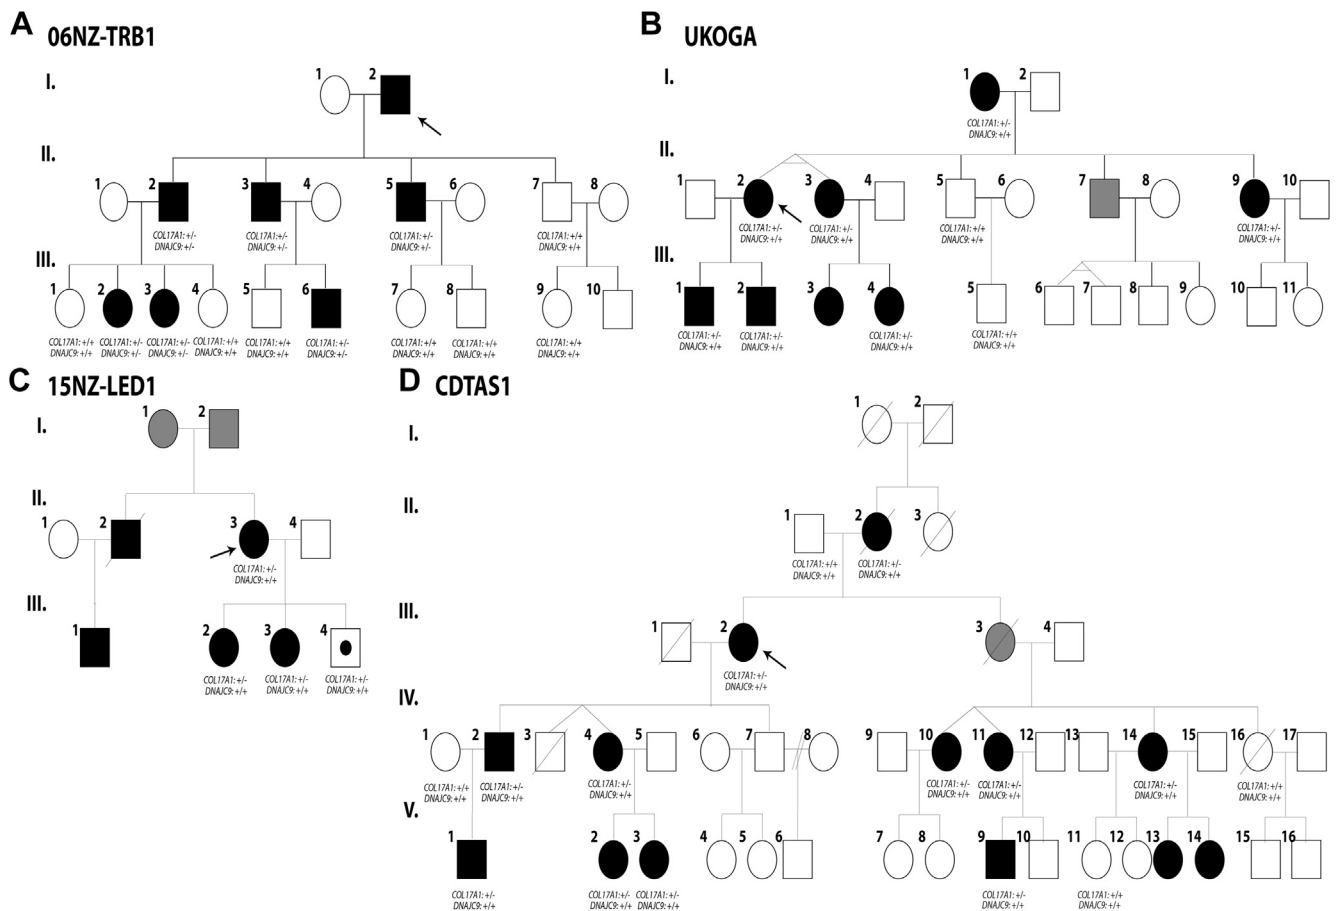 A 06NZ-TRB1
I.
1 2
II.
1 2 3 4 5 6 7 8
COL17A1: +/- COL17A1: +/- COL17A1: +/- COL17A1: +/+
DNAJC9: +/- DNAJC9: +/- DNAJC9: +/- DNAJC9: +/+
III.
1 2 3 4 5 6 7 8 9 10
COL17A1: +/+ COL17A1: +/- COL17A1: +/- COL17A1: +/+ COL17A1: +/+ COL17A1: +/- COL17A1: +/+ COL17A1: +/+ COL17A1: +/+
DNAJC9: +/+ DNAJC9: +/- DNAJC9: +/- DNAJC9: +/+ DNAJC9: +/+ DNAJC9: +/- DNAJC9: +/+ DNAJC9: +/+ DNAJC9: +/+
B UKOGA
I.
1 2
COL17A1: +/-
DNAJC9: +/+
II.
1 2 3 4 5 6 7 8 9 10
COL17A1: +/- COL17A1: +/- COL17A1: +/+ COL17A1: +/-
DNAJC9: +/+ DNAJC9: +/+ DNAJC9: +/+ DNAJC9: +/+
III.
1 2 3 4 5 6 7 8 9 10 11
COL17A1: +/- COL17A1: +/- COL17A1: +/- COL17A1: +/+
DNAJC9: +/+ DNAJC9: +/+ DNAJC9: +/+ DNAJC9: +/+
C 15NZ-LED1
I.
1 2
II.
1 2 3 4
COL17A1: +/-
DNAJC9: +/+
III.
1 2 3 4
COL17A1: +/- COL17A1: +/- COL17A1: +/-
DNAJC9: +/+ DNAJC9: +/+ DNAJC9: +/+
D CDTAS1
I.
1 2
II.
1 2 3
COL17A1: +/+ COL17A1: +/-
DNAJC9: +/+ DNAJC9: +/+
III.
1 2 3 4
COL17A1: +/-
DNAJC9: +/+
IV.
1 2 3 4 5 6 7 8 9 10 11 12 13 14 15 16 17
COL17A1: +/+ COL17A1: +/- COL17A1: +/- COL17A1: +/- COL17A1: +/- COL17A1: +/- COL17A1: +/+
DNAJC9: +/+ DNAJC9: +/+ DNAJC9: +/+ DNAJC9: +/+ DNAJC9: +/+ DNAJC9: +/+ DNAJC9: +/+
V.
1 2 3 4 5 6 7 8 9 10 11 12 13 14 15 16
COL17A1: +/- COL17A1: +/- COL17A1: +/- COL17A1: +/- COL17A1: +/+
DNAJC9: +/+ DNAJC9: +/+ DNAJC9: +/+ DNAJC9: +/+ DNAJC9: +/+